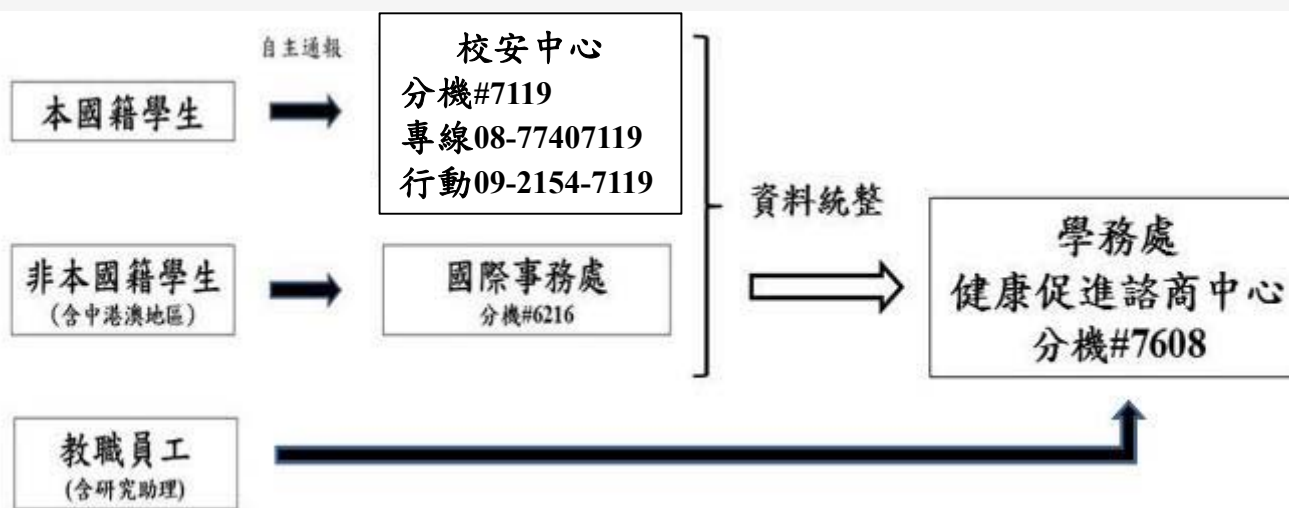 自主通報
本國籍學生
校安中心
分機#7119
專線08-77407119
行動09-2154-7119
非本國籍學生
(含中港澳地區)
國際事務處
分機#6216
資料統整
學務處
健康促進諮商中心
分機#7608
教職員工
(含研究助理)